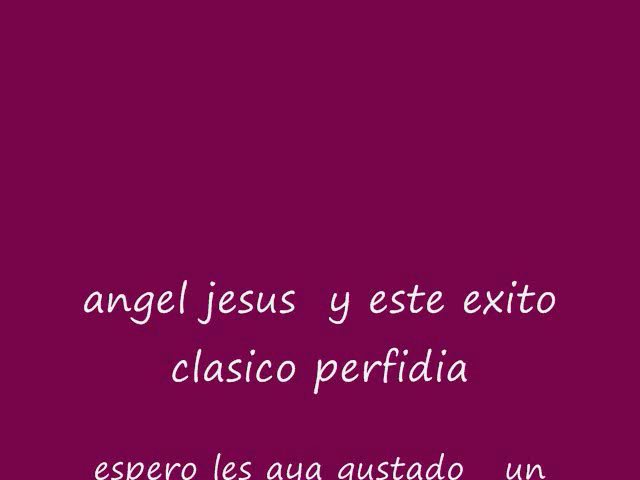 angel jesus y este exito
clasico perfidia
espero les aya gustado un